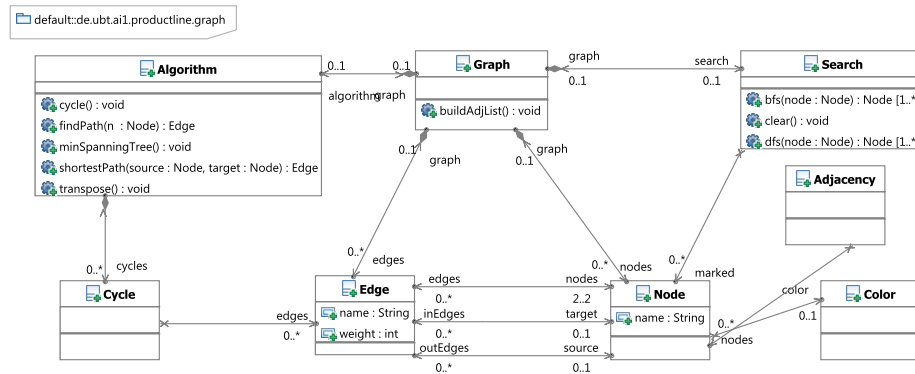 default::de.ubt.ai1.productline.graph
Algorithm
cycle() : void
findPath(n : Node) : Edge
minSpanningTree() : void
shortestPath(source : Node, target : Node) : Edge
transpose() : void
0..1
0..1
algorithm
graph
Graph
buildAdjList() : void
graph
0..1
search
0..1
Search
bfs(node : Node) : Node [1..*
clear() : void
dfs(node : Node) : Node [1..*
0..1
graph
0..1
graph
Adjacency
0..*
cycles
0..*
edges
0..*
nodes
0..*
marked
color
0..1
Cycle
edges
0..*
Edge
name : String
weight : int
edges
0..*
inEdges
0..*
outEdges
0..*
nodes
2..2
target
0..1
source
0..1
Node
name : String
0..*
nodes
Color